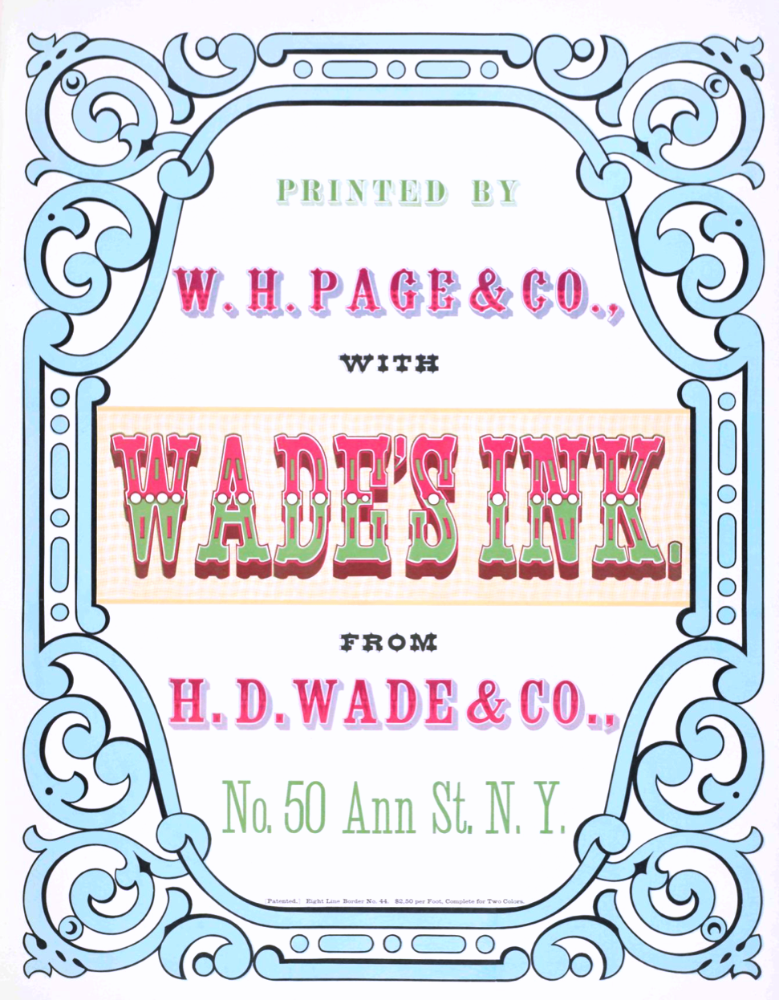 PRINTED BY
W. H. PAGE & CO.,
WITH
WADE'S INK.
FROM
H. D. WADE & CO.,
No. 50 Ann St. N. Y.
[Patented.] Eight Line Border No. 44. $2.50 per Foot, Complete for Two Colors.